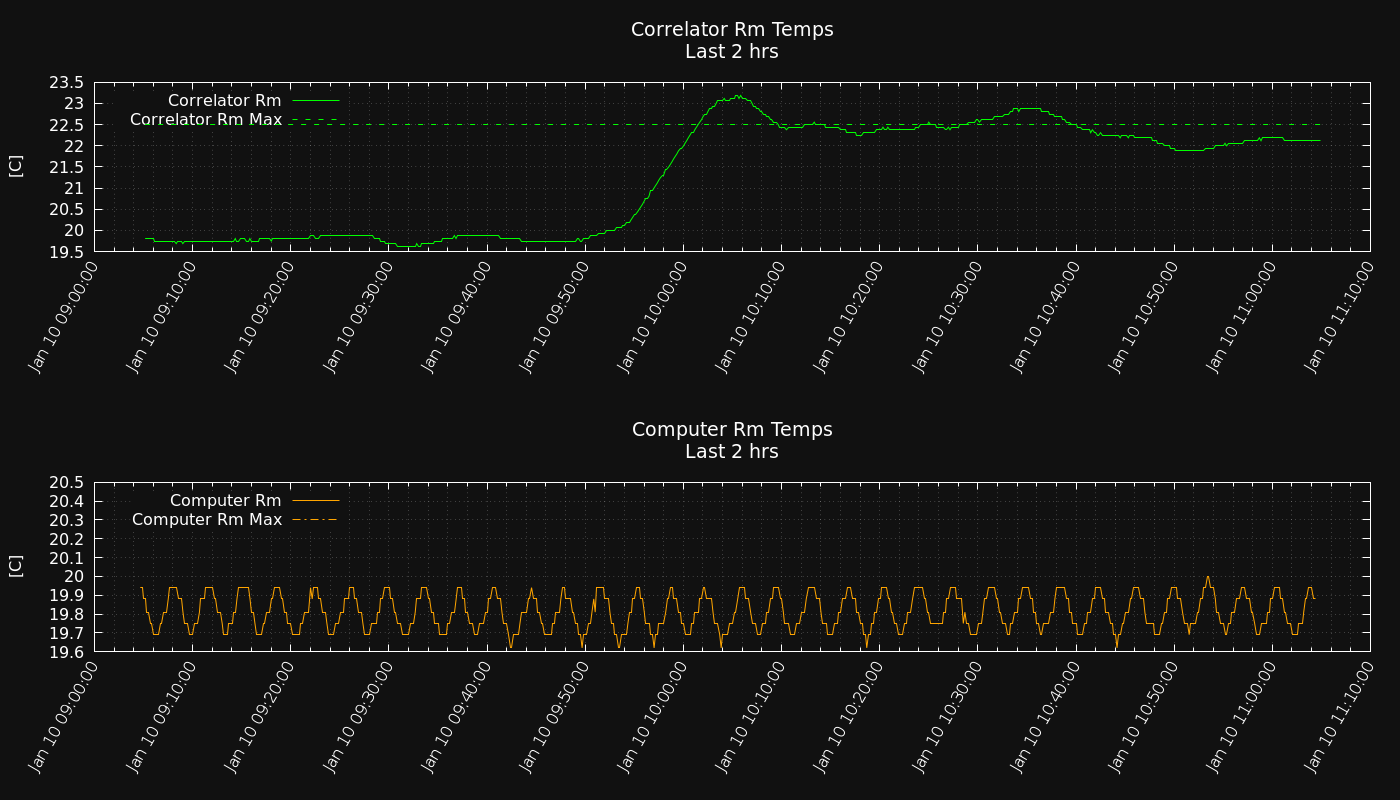 Correlator Rm Temps
Last 2 hrs
23.5
23
22.5
22
21.5
21
20.5
20
19.5
[C]
Correlator Rm
Correlator Rm Max
Jan 10 09:00:00
Jan 10 09:10:00
Jan 10 09:20:00
Jan 10 09:30:00
Jan 10 09:40:00
Jan 10 09:50:00
Jan 10 10:00:00
Jan 10 10:10:00
Jan 10 10:20:00
Jan 10 10:30:00
Jan 10 10:40:00
Jan 10 10:50:00
Jan 10 11:00:00
Jan 10 11:10:00
Computer Rm Temps
Last 2 hrs
20.5
20.4
20.3
20.2
20.1
20
19.9
19.8
19.7
19.6
[C]
Computer Rm
Computer Rm Max
Jan 10 09:00:00
Jan 10 09:10:00
Jan 10 09:20:00
Jan 10 09:30:00
Jan 10 09:40:00
Jan 10 09:50:00
Jan 10 10:00:00
Jan 10 10:10:00
Jan 10 10:20:00
Jan 10 10:30:00
Jan 10 10:40:00
Jan 10 10:50:00
Jan 10 11:00:00
Jan 10 11:10:00